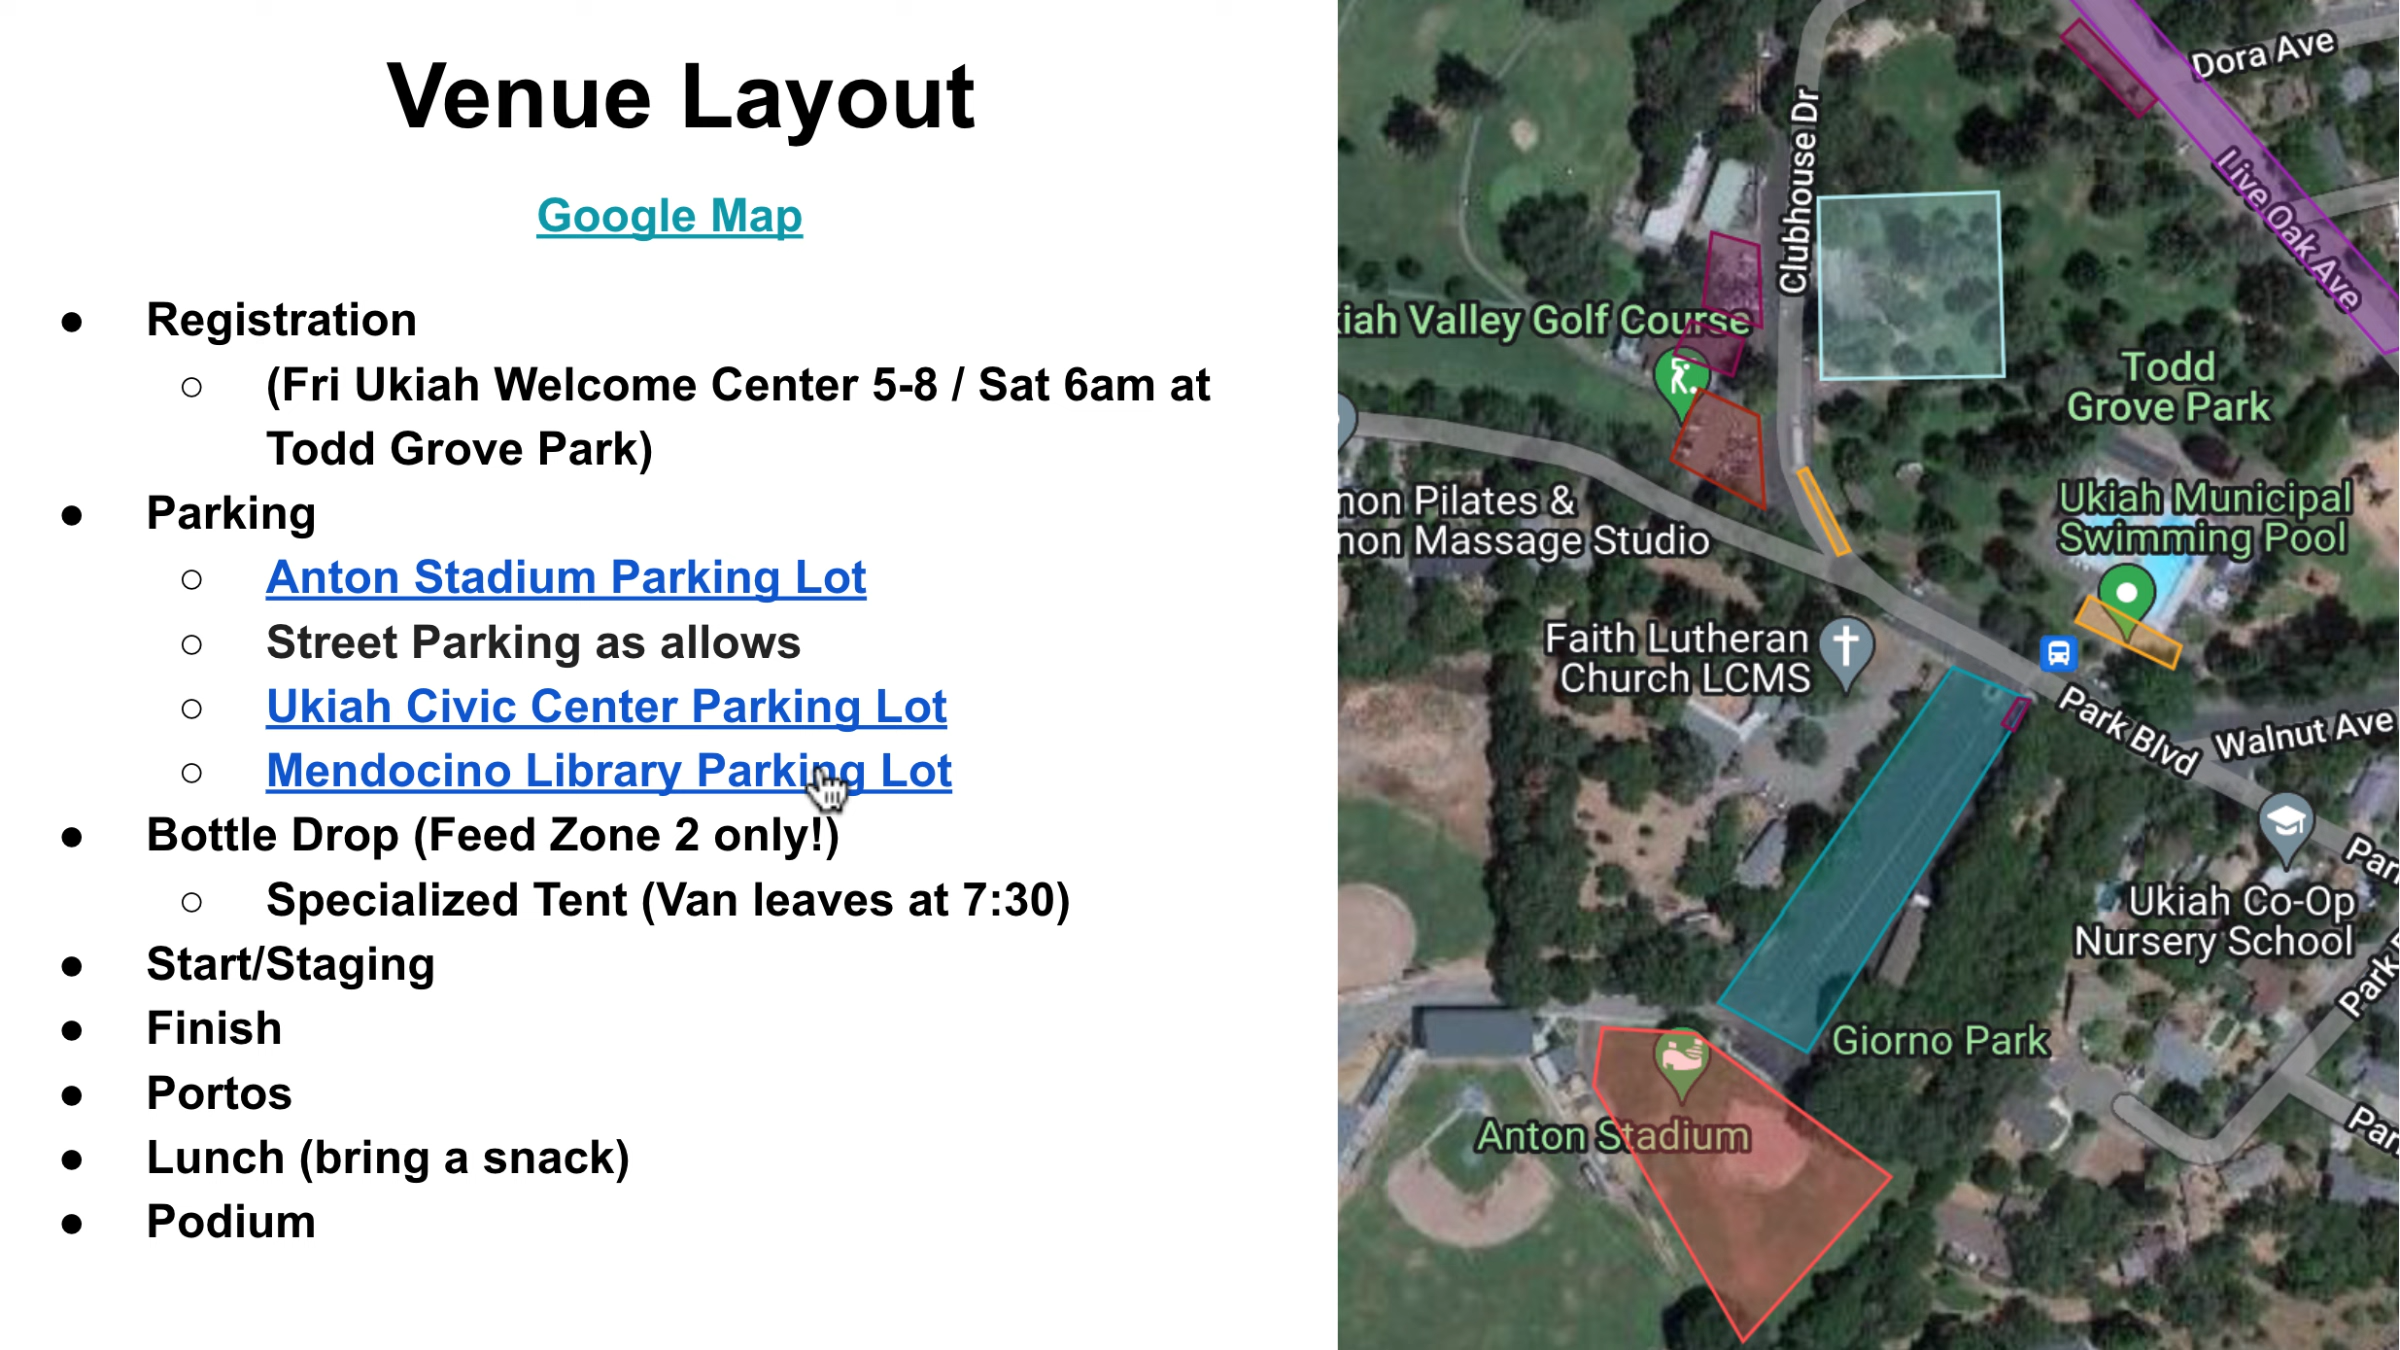 Venue Layout
Google Map
● Registration
○ (Fri Ukiah Welcome Center 5-8 / Sat 6am at
Todd Grove Park)
● Parking
○ Anton Stadium Parking Lot
○ Street Parking as allows
○ Ukiah Civic Center Parking Lot
○ Mendocino Library Parking Lot
● Bottle Drop (Feed Zone 2 only!)
○ Specialized Tent (Van leaves at 7:30)
● Start/Staging
● Finish
● Portos
● Lunch (bring a snack)
● Podium
Dora Ave
Live Oak Ave
Clubhouse Dr
iah Valley Golf Course
Todd
Grove Park
non Pilates &
non Massage Studio
Ukiah Municipal
Swimming Pool
Faith Lutheran
Church LCMS
Park Blvd
Walnut Ave
Par
Ukiah Co-Op
Nursery School
Park
Giorno Park
Anton Stadium
Par